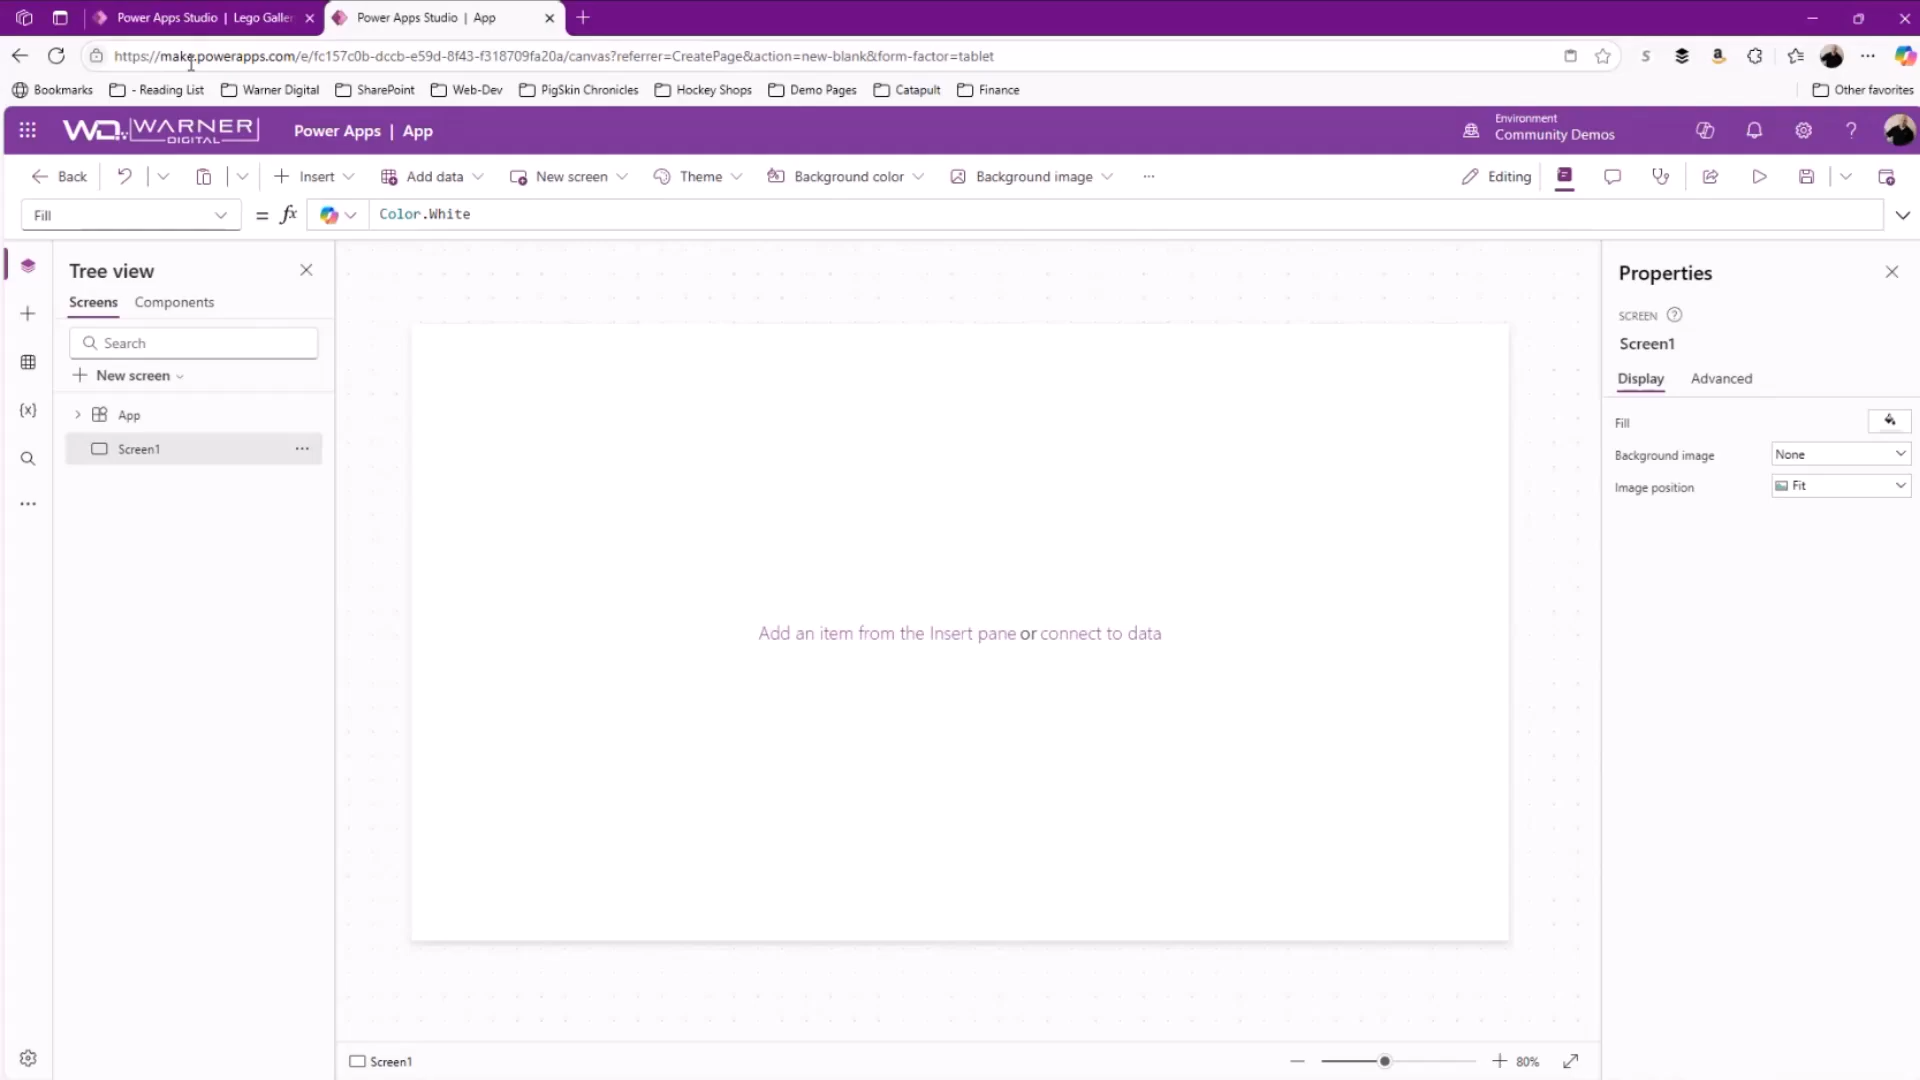 Power Apps Studio | Lego Galler
Power Apps Studio | App
https://make.powerapps.com/e/fc157c0b-dccb-e59d-8f43-f318709fa20a/canvas?referrer=CreatePage&action=new-blank&form-factor=tablet
Bookmarks
- Reading List
Warner Digital
SharePoint
Web-Dev
PigSkin Chronicles
Hockey Shops
Demo Pages
Catapult
Finance
Other favorites
WD WARNER DIGITAL
Power Apps | App
Environment
Community Demos
Back
Insert
Add data
New screen
Theme
Background color
Background image
Editing
Fill
= fx
Color.White
Tree view
Screens
Components
Search
New screen
App
Screen1
Add an item from the Insert pane or connect to data
Properties
SCREEN
Screen1
Display
Advanced
Fill
Background image
None
Image position
Fit
Screen1
80%